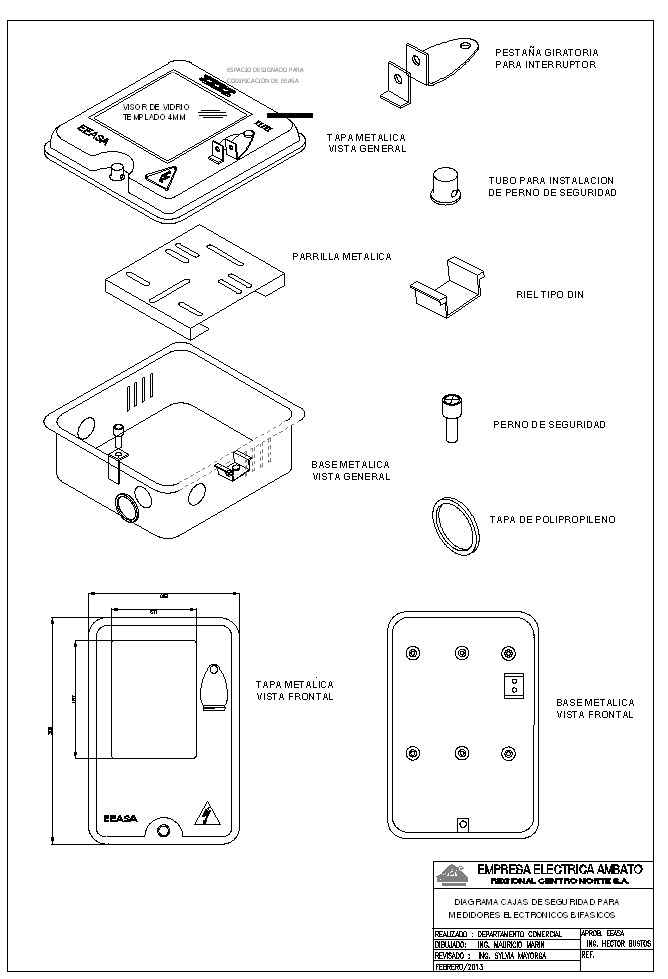 ESPACIO DESIGNADO PARA
CODIFICACION DE EEASA
VISOR DE VIDRIO
TEMPLADO 4MM
EEASA
TAPA METALICA
VISTA GENERAL
PESTAÑA GIRATORIA
PARA INTERRUPTOR
TUBO PARA INSTALACION
DE PERNO DE SEGURIDAD
PARRILLA METALICA
RIEL TIPO DIN
PERNO DE SEGURIDAD
BASE METALICA
VISTA GENERAL
TAPA DE POLIPROPILENO
TAPA METALICA
VISTA FRONTAL
BASE METALICA
VISTA FRONTAL
EEASA
EMPRESA ELECTRICA AMBATO
REGIONAL CENTRO NORTE S.A.
DIAGRAMA CAJAS DE SEGURIDAD PARA
MEDIDORES ELECTRONICOS BIFASICOS
REALIZADO : DEPARTAMENTO COMERCIAL
APROB. EEASA
DIBUJADO: ING. MAURICIO MARIN
ING. HECTOR BUSTOS
REVISADO : ING. SYLVIA MAYORGA
REF.
FEBRERO/2013